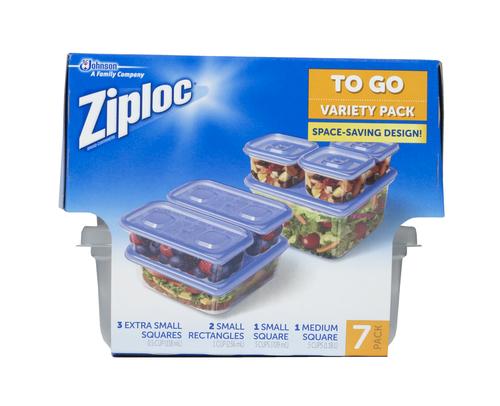 SC Johnson
A Family Company
Ziploc
TO GO
VARIETY PACK
SPACE-SAVING DESIGN!
3 EXTRA SMALL
SQUARES
2 SMALL
RECTANGLES
1 SMALL
SQUARE
1 MEDIUM
SQUARE
7
PACK